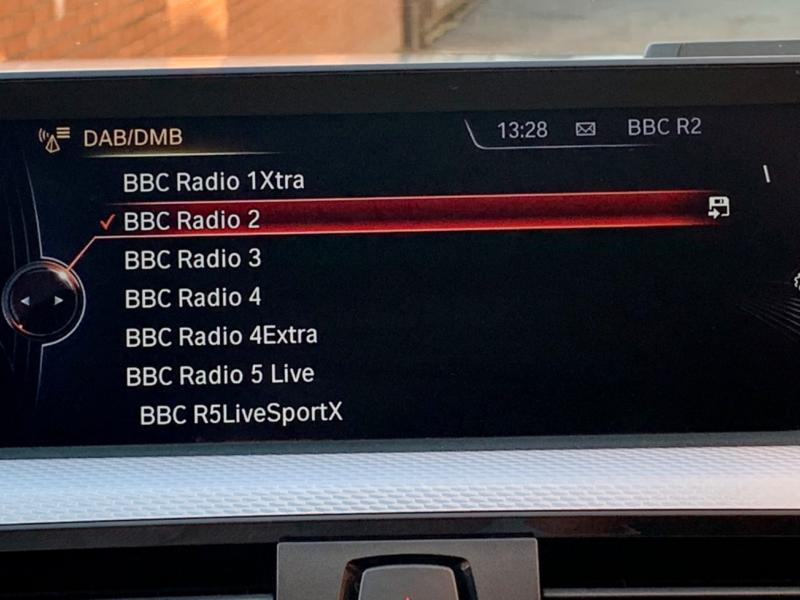 DAB/DMB
13:28 BBC R2
BBC Radio 1Xtra
BBC Radio 2
BBC Radio 3
BBC Radio 4
BBC Radio 4Extra
BBC Radio 5 Live
BBC R5LiveSportX